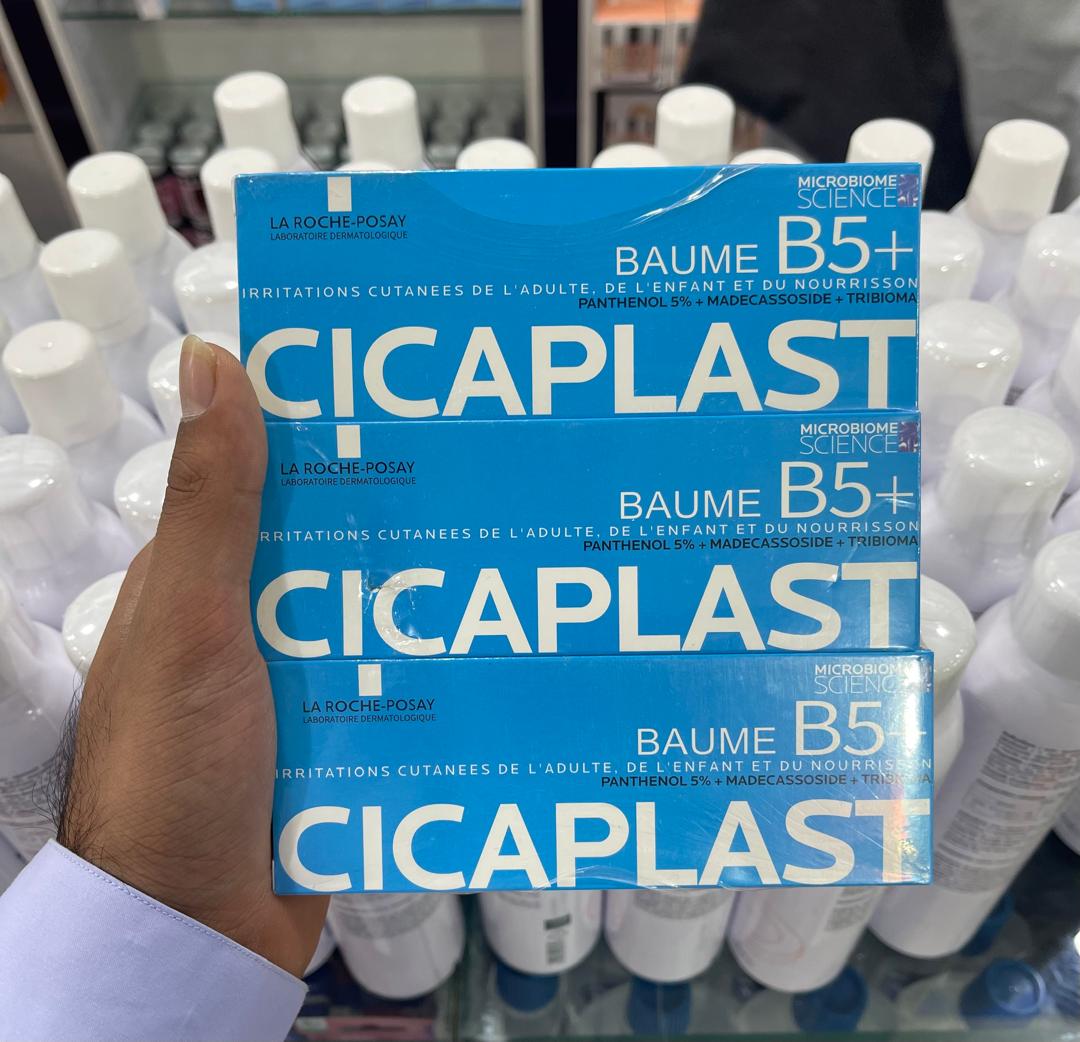 MICROBIOME
SCIENCE
LA ROCHE-POSAY
LABORATOIRE DERMATOLOGIQUE
BAUME B5+
IRRITATIONS CUTANEES DE L'ADULTE, DE L'ENFANT ET DU NOURRISSON
PANTHENOL 5% + MADECASSOSIDE + TRIBIOMA
CICAPLAST
MICROBIOME
SCIENCE
LA ROCHE-POSAY
LABORATOIRE DERMATOLOGIQUE
BAUME B5+
IRRITATIONS CUTANEES DE L'ADULTE, DE L'ENFANT ET DU NOURRISSON
PANTHENOL 5% + MADECASSOSIDE + TRIBIOMA
CICAPLAST
MICROBIOME
SCIENCE
LA ROCHE-POSAY
LABORATOIRE DERMATOLOGIQUE
BAUME B5+
IRRITATIONS CUTANEES DE L'ADULTE, DE L'ENFANT ET DU NOURRISSON
PANTHENOL 5% + MADECASSOSIDE + TRIBIOMA
CICAPLAST